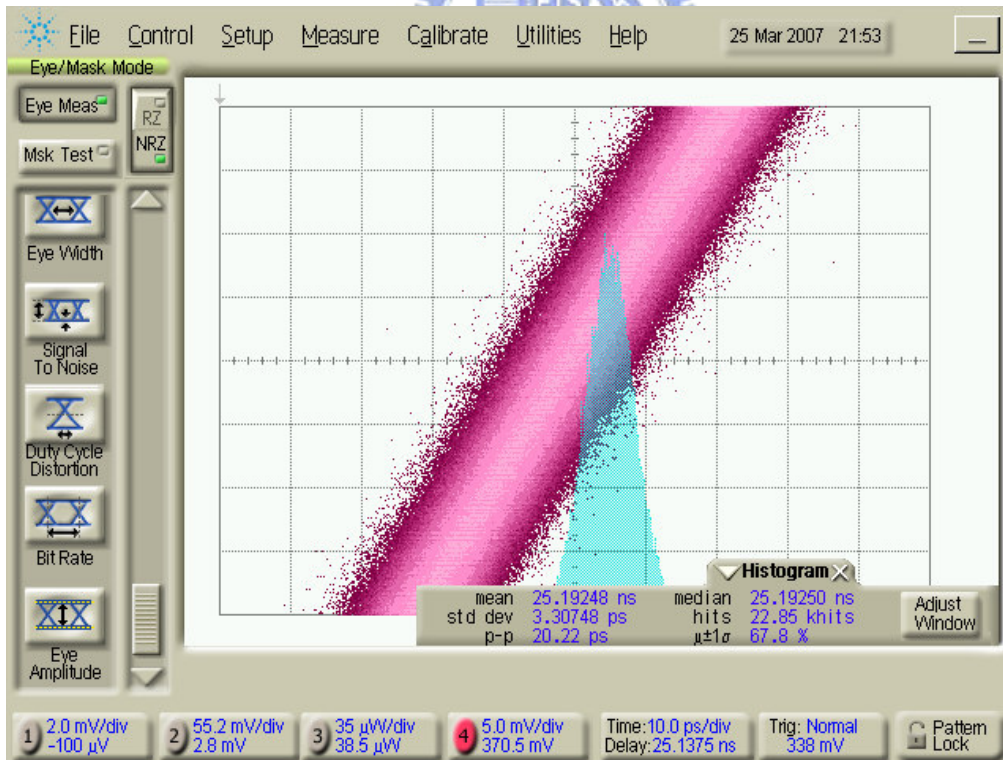 File Control Setup Measure Calibrate Utilities Help 25 Mar 2007 21:53
Eye/Mask Mode
Eye Meas
RZ
NRZ
Msk Test
Eye Width
Signal
To Noise
Duty Cycle
Distortion
Bit Rate
Eye
Amplitude
Histogram
mean 25.19248 ns median 25.19250 ns
std dev 3.30748 ps hits 22.85 khits
p-p 20.22 ps µ±1σ 67.8 %
Adjust
Window
1 2.0 mV/div
-100 µV
2 55.2 mV/div
2.8 mV
3 35 µW/div
38.5 µW
4 5.0 mV/div
370.5 mV
Time:10.0 ps/div
Delay:25.1375 ns
Trig: Normal
338 mV
Pattern
Lock